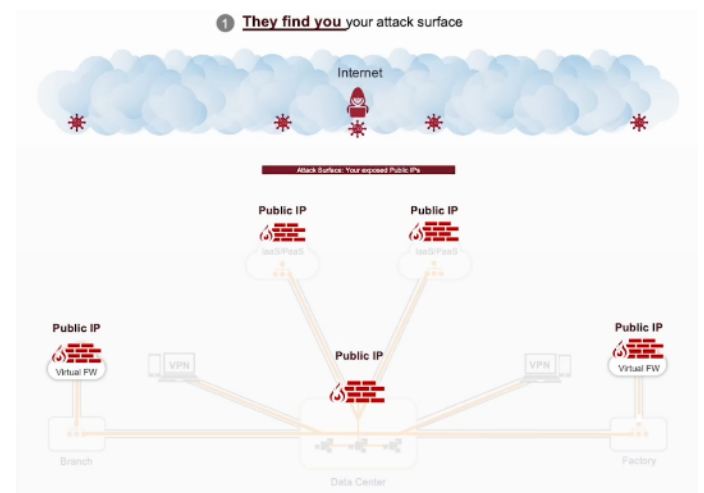 1 They find you your attack surface
Internet
Attack Surface: Your exposed Public IPs
Public IP
Public IP
IaaS/PaaS
IaaS/PaaS
Public IP
Public IP
Public IP
Virtual FW
VPN
VPN
Virtual FW
Branch
Factory
Data Center